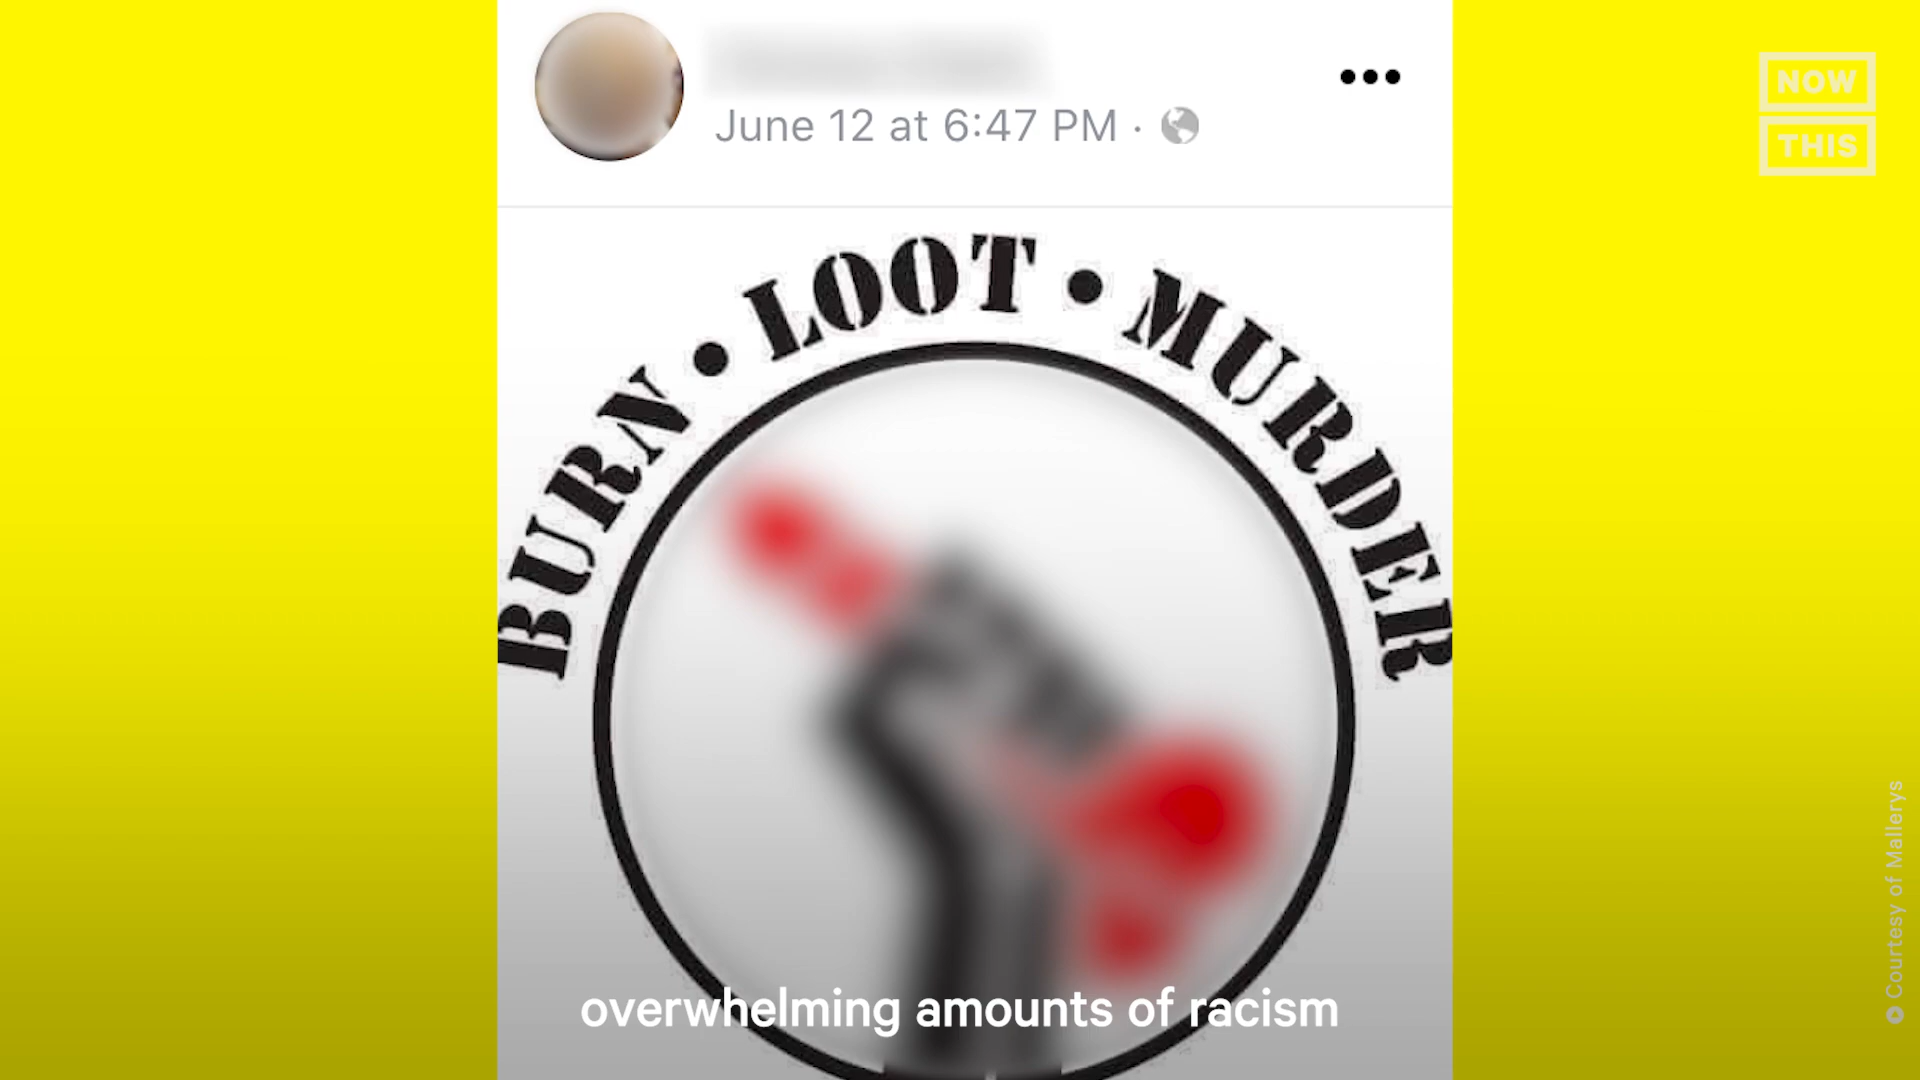 NOW
THIS
June 12 at 6:47 PM ·
BURN • LOOT • MURDER
overwhelming amounts of racism
Courtesy of Mallerys